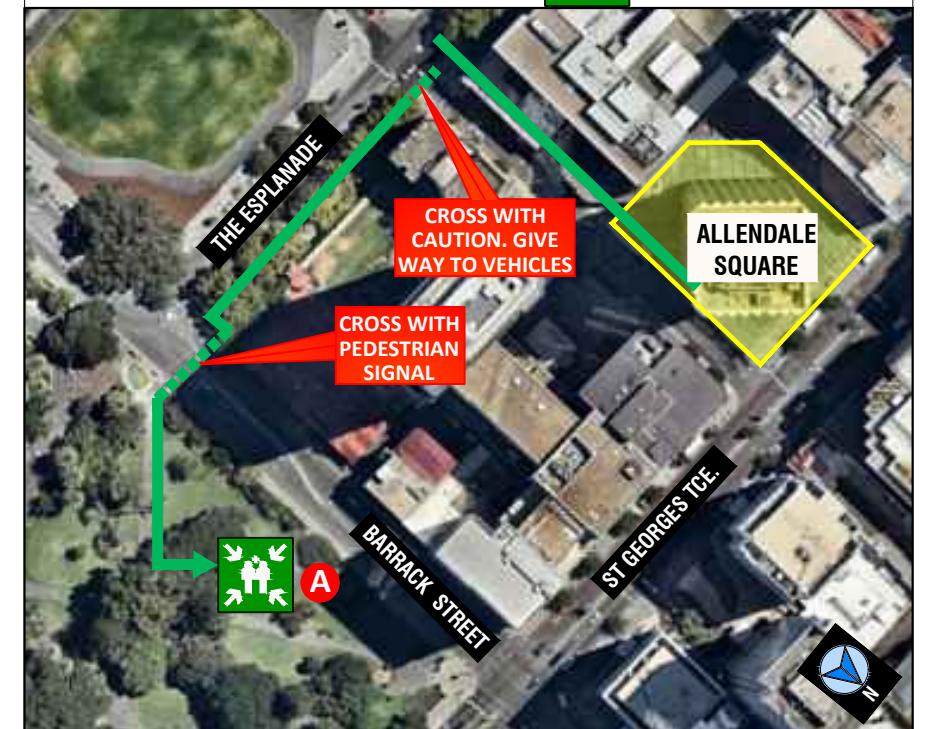 THE ESPLANADE
CROSS WITH
CAUTION. GIVE
WAY TO VEHICLES
ALLENDALE
SQUARE
CROSS WITH
PEDESTRIAN
SIGNAL
BARRACK STREET
ST GEORGES TCE.
A
N